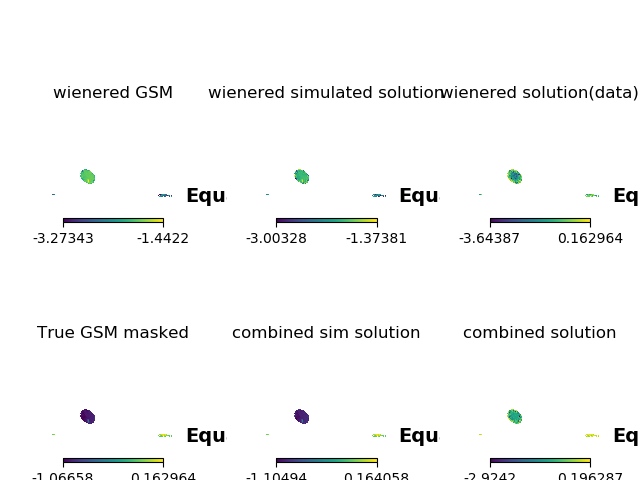 wienered GSM
wienered simulated solution
wienered solution(data)
Equ
Equ
Eq
-3.27343 -1.4422
-3.00328 -1.37381
-3.64387 0.162964
True GSM masked
combined sim solution
combined solution
Equ
Equ
Eq
-1.06658 0.162964
-1.10494 0.164058
-2.9242 0.196287